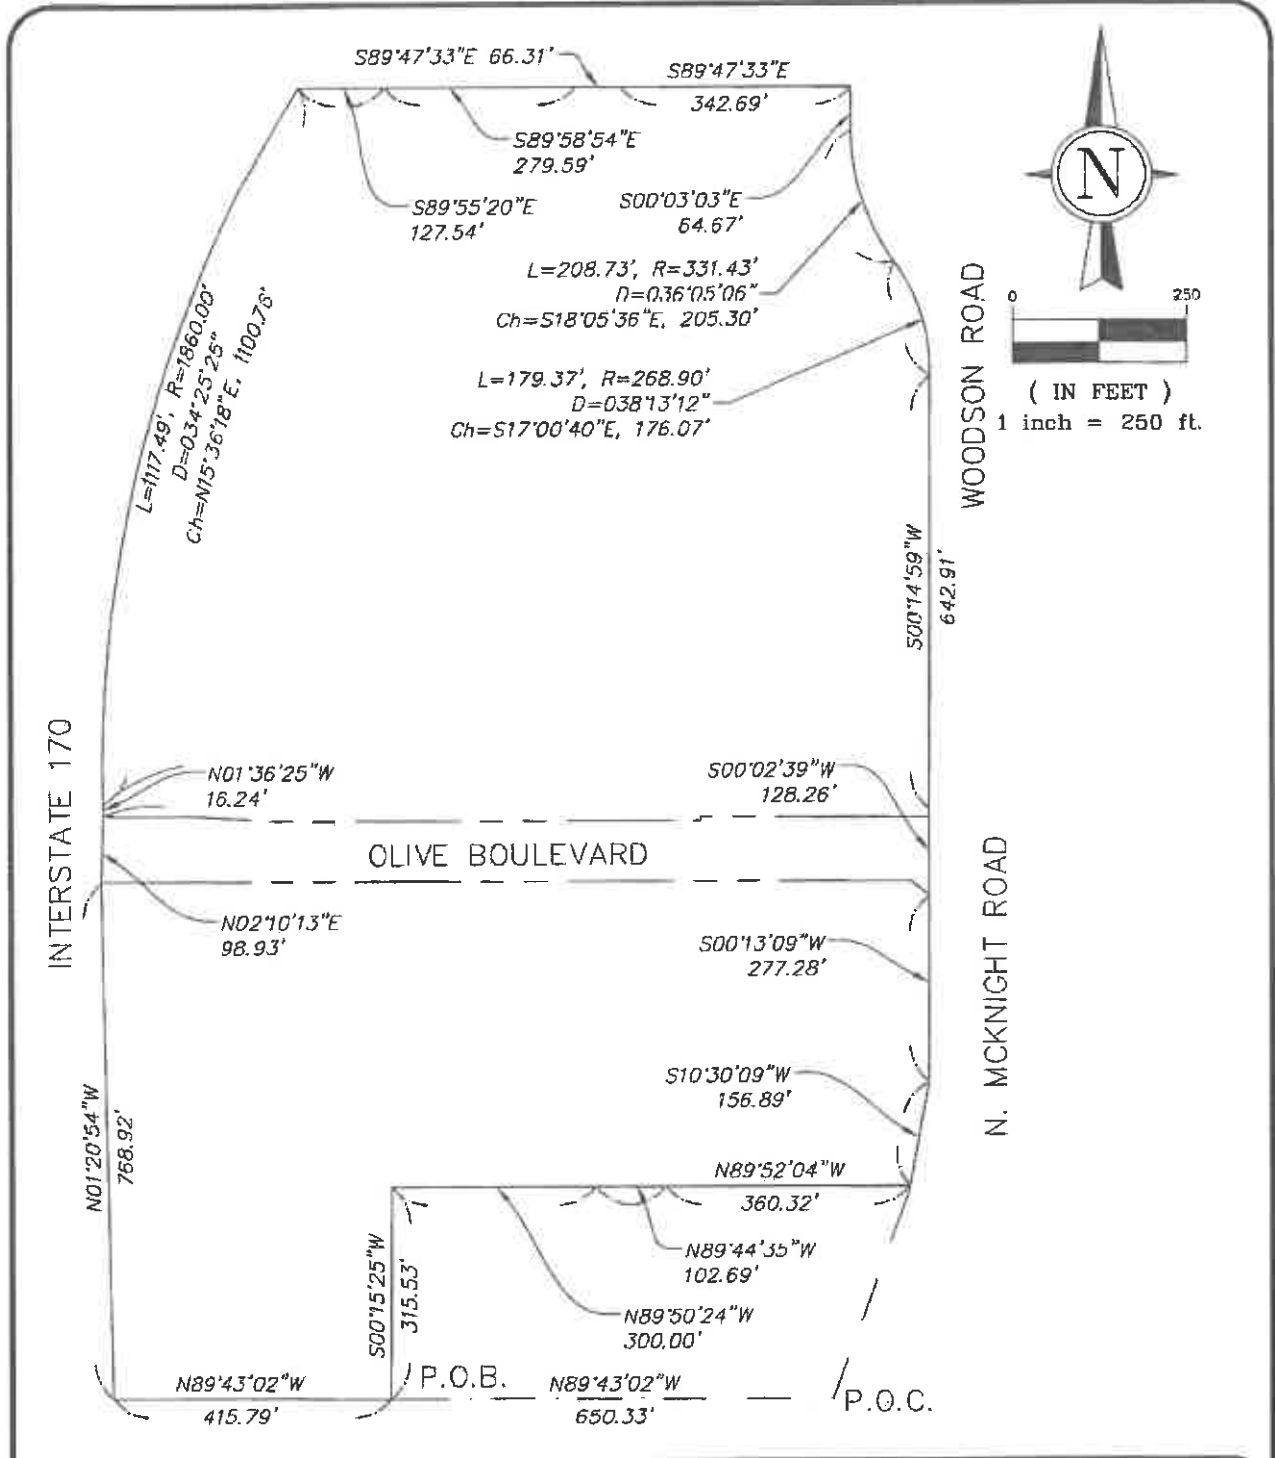 S89°47'33"E 66.31'
S89°47'33"E
342.69'
S89°58'54"E
279.59'
S89°55'20"E
127.54'
S00°03'03"E
64.67'
N
L=208.73', R=331.43'
D=036°05'06"
Ch=S18°05'36"E, 205.30'
L=179.37', R=268.90'
D=038°13'12"
Ch=S17°00'40"E, 176.07'
0 250
( IN FEET )
1 inch = 250 ft.
WOODSON ROAD
L=1117.49', R=1860.00'
D=034°25'25"
Ch=N15°36'18"E, 1100.76'
S00°14'59"W
642.91'
INTERSTATE 170
N01°36'25"W
16.24'
S00°02'39"W
128.26'
OLIVE BOULEVARD
N02°10'13"E
98.93'
S00°13'09"W
277.28'
N. MCKNIGHT ROAD
S10°30'09"W
156.89'
N01°20'54"W
768.92'
N89°52'04"W
360.32'
N89°44'35"W
102.69'
S00°15'25"W
315.53'
N89°50'24"W
300.00'
P.O.B.
N89°43'02"W
415.79'
N89°43'02"W
650.33'
P.O.C.